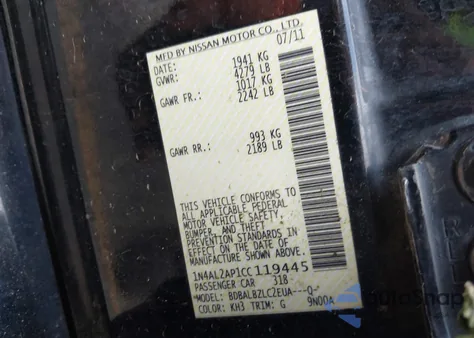 MFD BY NISSAN MOTOR CO., LTD.
DATE: 07/11
GVWR: 1941 KG
4279 LB
GAWR FR.: 1017 KG
2242 LB
GAWR RR.: 993 KG
2189 LB
THIS VEHICLE CONFORMS TO
ALL APPLICABLE FEDERAL
MOTOR VEHICLE SAFETY,
BUMPER, AND THEFT
PREVENTION STANDARDS IN
EFFECT ON THE DATE OF
MANUFACTURE SHOWN ABOVE.
1N4AL2AP1CC119445
PASSENGER CAR 318-
MODEL: BDBALBZLC2EUA---Q-
COLOR: KH3 TRIM: G 9N00A
AutoSnap